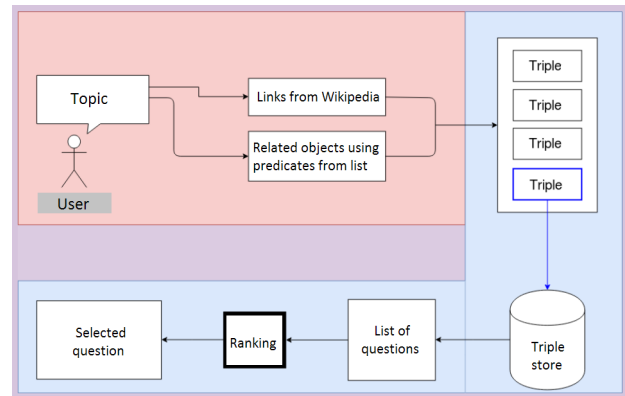 Topic
User
Links from Wikipedia
Related objects using
predicates from list
Triple
Triple
Triple
Triple
Triple
store
List of
questions
Ranking
Selected
question